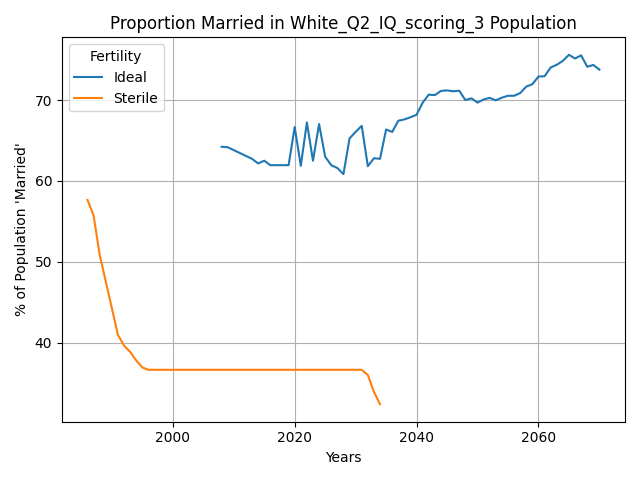 Proportion Married in White_Q2_IQ_scoring_3 Population
Fertility
Ideal
Sterile
% of Population 'Married'
70
60
50
40
2000
2020
2040
2060
Years